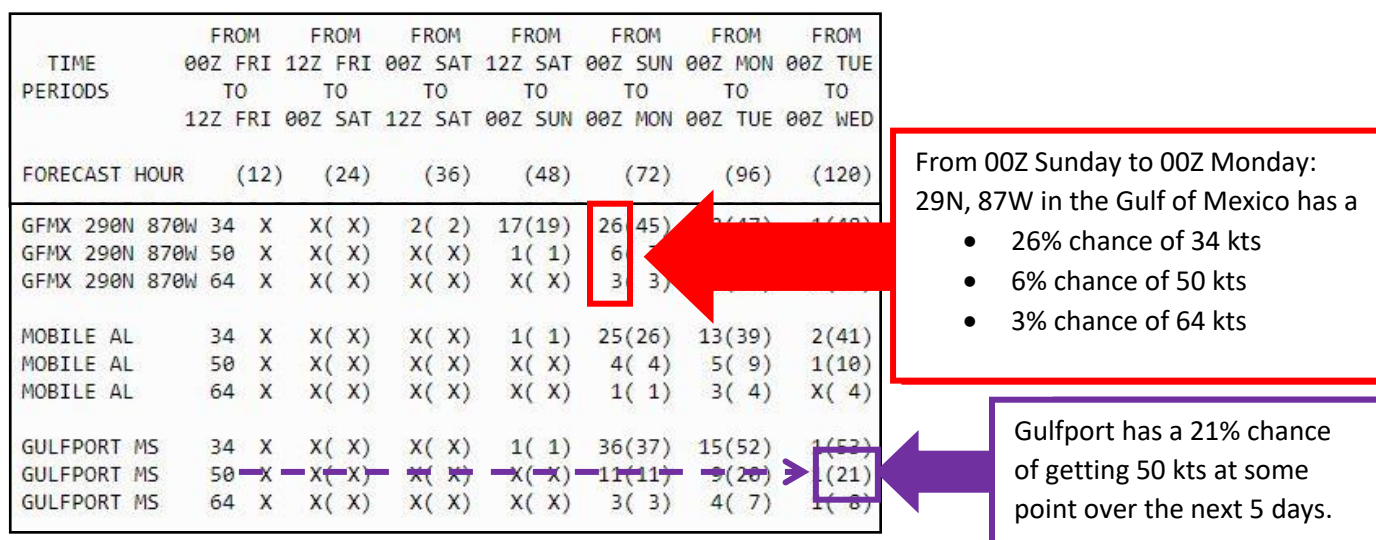 FROM FROM FROM FROM FROM FROM FROM
TIME 00Z FRI 12Z FRI 00Z SAT 12Z SAT 00Z SUN 00Z MON 00Z TUE
PERIODS TO TO TO TO TO TO TO
12Z FRI 00Z SAT 12Z SAT 00Z SUN 00Z MON 00Z TUE 00Z WED
FORECAST HOUR (12) (24) (36) (48) (72) (96) (120)
GFMX 290N 870W 34 X X( X) 2( 2) 17(19) 26(45)
GFMX 290N 870W 50 X X( X) X( X) 1( 1) 6(
GFMX 290N 870W 64 X X( X) X( X) X( X) 3( 3)
MOBILE AL 34 X X( X) X( X) 1( 1) 25(26) 13(39) 2(41)
MOBILE AL 50 X X( X) X( X) X( X) 4( 4) 5( 9) 1(10)
MOBILE AL 64 X X( X) X( X) X( X) 1( 1) 3( 4) X( 4)
GULFPORT MS 34 X X( X) X( X) 1( 1) 36(37) 15(52) 1(53)
GULFPORT MS 50 X X( X) X( X) X( X) 11(11) 9(20) 1(21)
GULFPORT MS 64 X X( X) X( X) X( X) 3( 3) 4( 7) 1( 8)
From 00Z Sunday to 00Z Monday:
29N, 87W in the Gulf of Mexico has a
• 26% chance of 34 kts
• 6% chance of 50 kts
• 3% chance of 64 kts
Gulfport has a 21% chance
of getting 50 kts at some
point over the next 5 days.